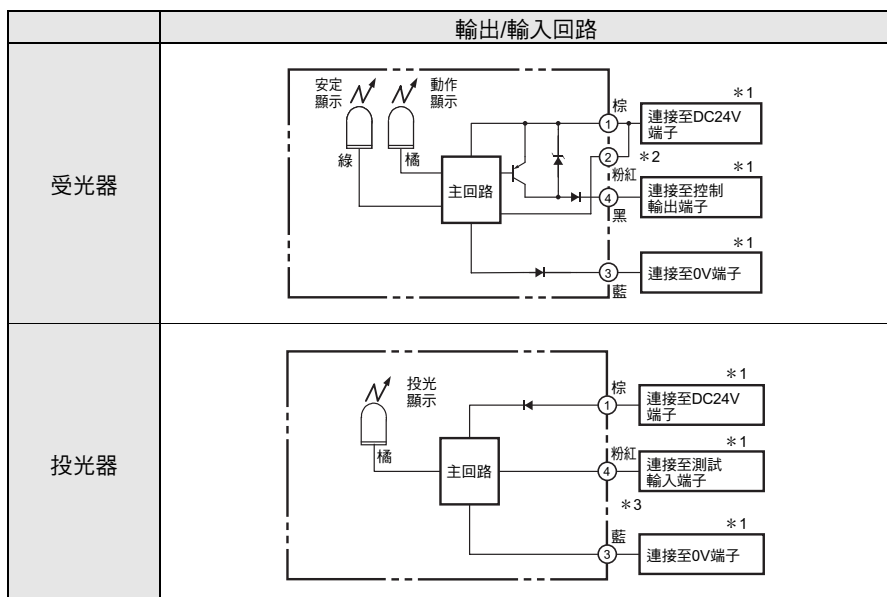 輸出/輸入回路
受光器
安定
顯示
動作
顯示
綠
橘
主回路
棕
①
②
＊2
粉紅
④
黑
③
藍
＊1
連接至DC24V
端子
＊1
連接至控制
輸出端子
＊1
連接至0V端子
投光器
投光
顯示
橘
主回路
棕
①
粉紅
④
＊3
藍
③
＊1
連接至DC24V
端子
＊1
連接至測試
輸入端子
＊1
連接至0V端子